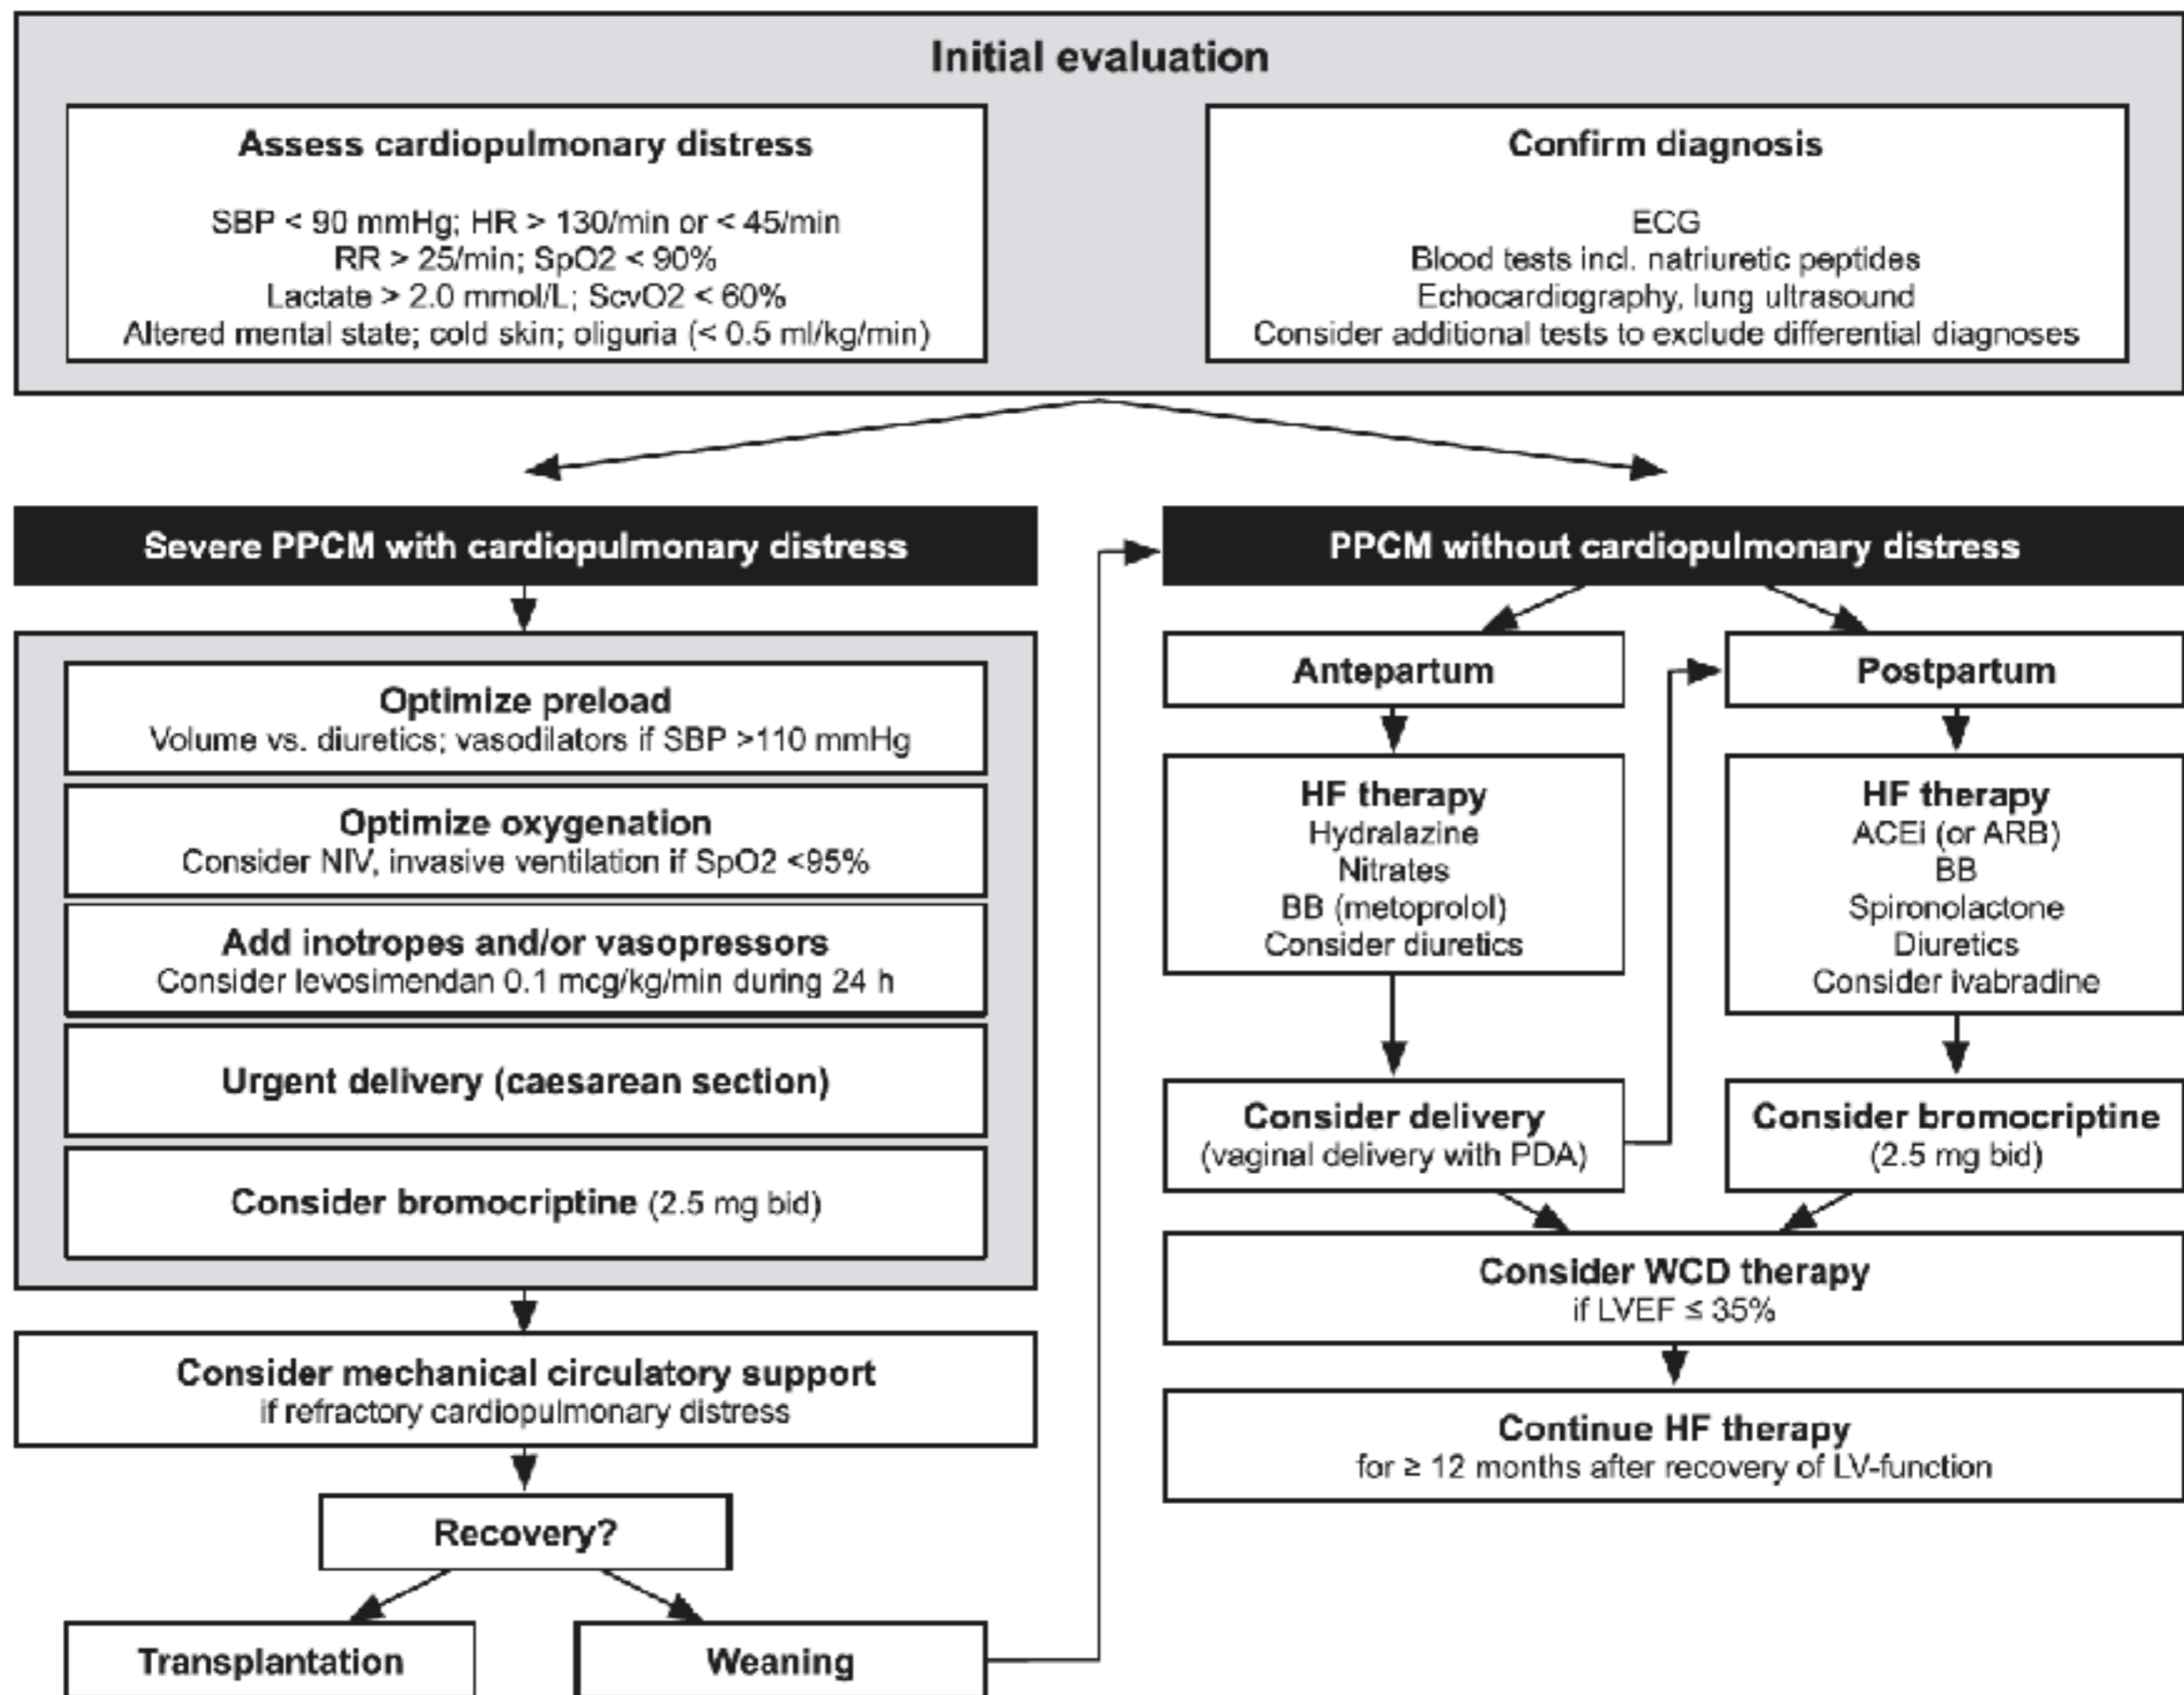 Initial evaluation
Assess cardiopulmonary distress
SBP < 90 mmHg; HR > 130/min or < 45/min
RR > 25/min; SpO2 < 90%
Lactate > 2.0 mmol/L; ScvO2 < 60%
Altered mental state; cold skin; oliguria (< 0.5 ml/kg/min)
Confirm diagnosis
ECG
Blood tests incl. natriuretic peptides
Echocardiography, lung ultrasound
Consider additional tests to exclude differential diagnoses
Severe PPCM with cardiopulmonary distress
Optimize preload
Volume vs. diuretics; vasodilators if SBP >110 mmHg
Optimize oxygenation
Consider NIV, invasive ventilation if SpO2 <95%
Add inotropes and/or vasopressors
Consider levosimendan 0.1 mcg/kg/min during 24 h
Urgent delivery (caesarean section)
Consider bromocriptine (2.5 mg bid)
Consider mechanical circulatory support
if refractory cardiopulmonary distress
Recovery?
Transplantation
Weaning
PPCM without cardiopulmonary distress
Antepartum
HF therapy
Hydralazine
Nitrates
BB (metoprolol)
Consider diuretics
Consider delivery
(vaginal delivery with PDA)
Postpartum
HF therapy
ACEi (or ARB)
BB
Spironolactone
Diuretics
Consider ivabradine
Consider bromocriptine
(2.5 mg bid)
Consider WCD therapy
if LVEF ≤ 35%
Continue HF therapy
for ≥ 12 months after recovery of LV-function